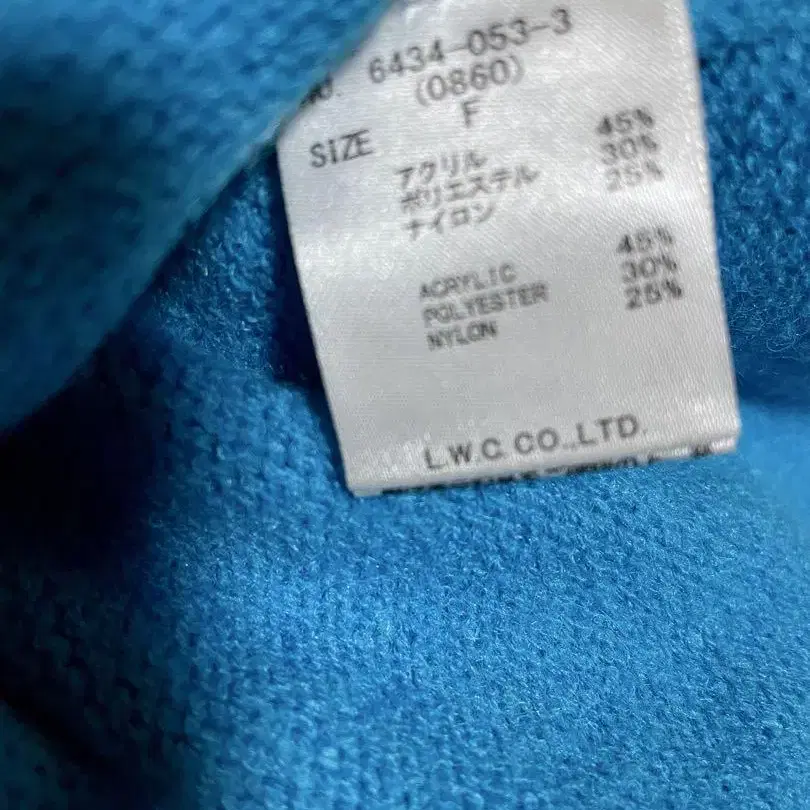 6434-053-3
(0860)
SIZE F
アクリル 45%
ポリエステル 30%
ナイロン 25%
ACRYLIC 45%
POLYESTER 30%
NYLON 25%
L.W.C. CO.,LTD.